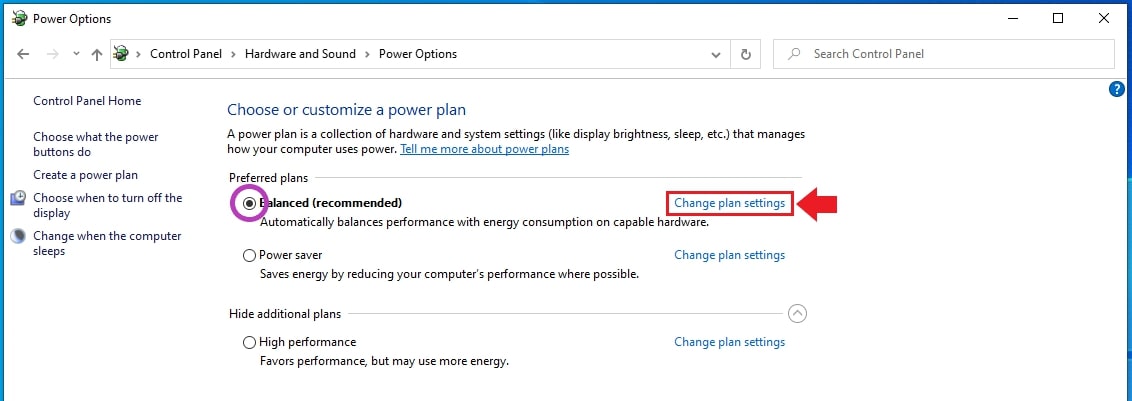 Power Options
Control Panel > Hardware and Sound > Power Options
Search Control Panel
?
Control Panel Home
Choose what the power
buttons do
Create a power plan
Choose when to turn off the
display
Change when the computer
sleeps
Choose or customize a power plan
A power plan is a collection of hardware and system settings (like display brightness, sleep, etc.) that manages
how your computer uses power. Tell me more about power plans
Preferred plans
Balanced (recommended) Change plan settings
Automatically balances performance with energy consumption on capable hardware.
Power saver Change plan settings
Saves energy by reducing your computer's performance where possible.
Hide additional plans
High performance Change plan settings
Favors performance, but may use more energy.